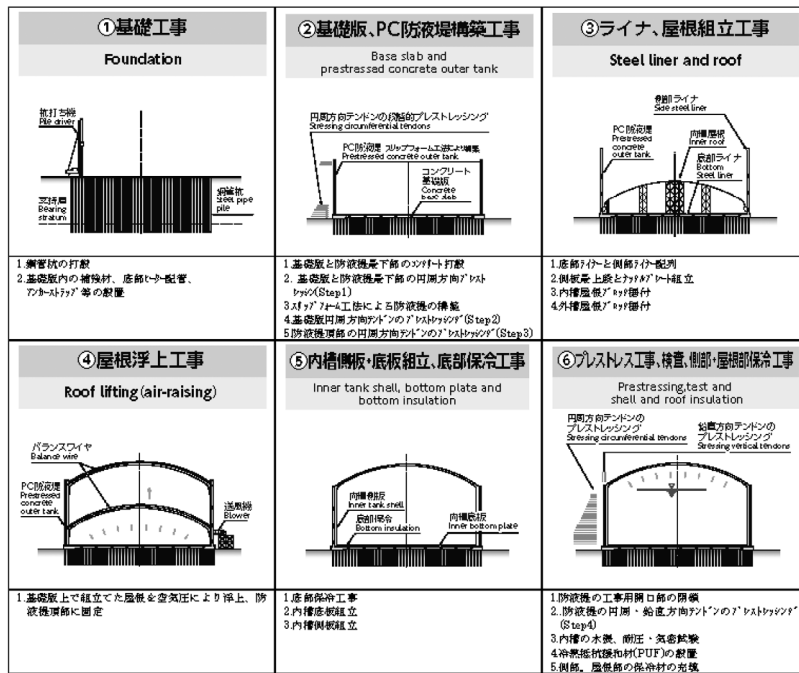 ①基礎工事
Foundation
杭打ち機
Pile driver
支持層
Bearing
stratum
鋼管杭
Steel pipe
pile
1.鋼管杭の打設
2.基礎版内の補強材、底部ヒーター配管、
アンカーストラップ等の設置
②基礎版、PC防液堤構築工事
Base slab and
prestressed concrete outer tank
円周方向テンドンの段階的プレストレッシング
Stressing circumferential tendons
PC防液堤 スリップフォーム工法により構築
Prestressed concrete outer tank
コンクリート
基礎版
Concrete
base slab
1.基礎版と防液堤最下部のコンクリート打設
2. 基礎版と防液堤最下部の円周方向プレスト
レッシング(Step1)
3.スリップフォーム工法による防液堤の構築
4.基礎版円周方向テンドンのプレストレッシング(Step2)
5.防液堤頂部の円周方向テンドンのプレストレッシング(Step3)
③ライナ、屋根組立工事
Steel liner and roof
側部ライナ
Side steel liner
PC防液堤
Prestressed
concrete
outer tank
内槽屋根
Inner roof
底部ライナ
Bottom
Steel liner
1.底部ライナーと側部ライナー配列
2.側板最上段とナックルプレート組立
3.内槽屋根ブロック据付
4.外槽屋根ブロック据付
④屋根浮上工事
Roof lifting(air-raising)
バランスワイヤ
Balance wire
PC防液堤
Prestressed
concrete
outer tank
送風機
Blower
1.基礎版上で組立てた屋根を空気圧により浮上、防
液堤頂部に固定
⑤内槽側板・底板組立、底部保冷工事
Inner tank shell, bottom plate and
bottom insulation
内槽側板
Inner tank shell
底部保冷
Bottom insulation
内槽底板
Inner bottom plate
1.底部保冷工事
2.内槽底板組立
3.内槽側板組立
⑥プレストレス工事、検査、側部・屋根部保冷工事
Prestressing,test and
shell and roof insulation
円周方向テンドンの
プレストレッシング
Stressing circumferential tendons
鉛直方向テンドンの
プレストレッシング
Stressing vertical tendons
1.防液堤の工事用開口部の閉鎖
2..防液堤の円周・鉛直方向テンドンのプレストレッシング
(Step4)
3.内槽の水張、耐圧・気密試験
4.冷熱抵抗緩和材(PUF)の設置
5.側部。屋根部の保冷材の充填